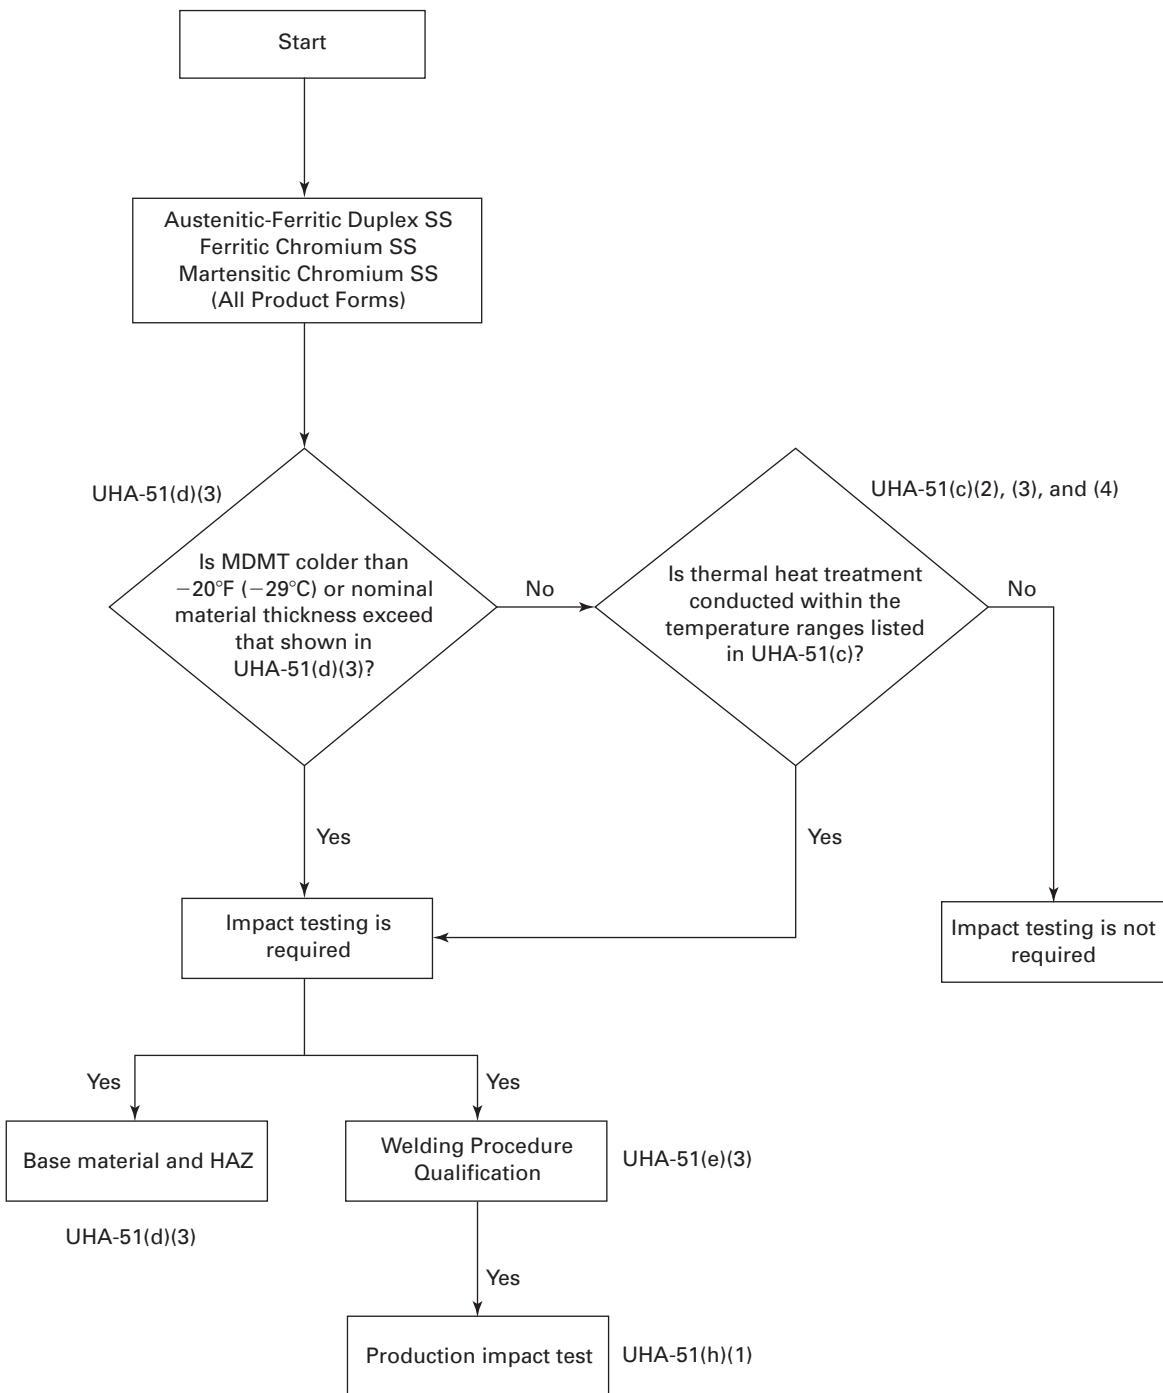 Start
Austenitic-Ferritic Duplex SS
Ferritic Chromium SS
Martensitic Chromium SS
(All Product Forms)
UHA-51(d)(3)
Is MDMT colder than
−20°F (−29°C) or nominal
material thickness exceed
that shown in
UHA-51(d)(3)?
No
UHA-51(c)(2), (3), and (4)
Is thermal heat treatment
conducted within the
temperature ranges listed
in UHA-51(c)?
No
Yes
Yes
Impact testing is
required
Impact testing is not
required
Yes
Yes
Base material and HAZ
UHA-51(d)(3)
Welding Procedure
Qualification
UHA-51(e)(3)
Yes
Production impact test
UHA-51(h)(1)